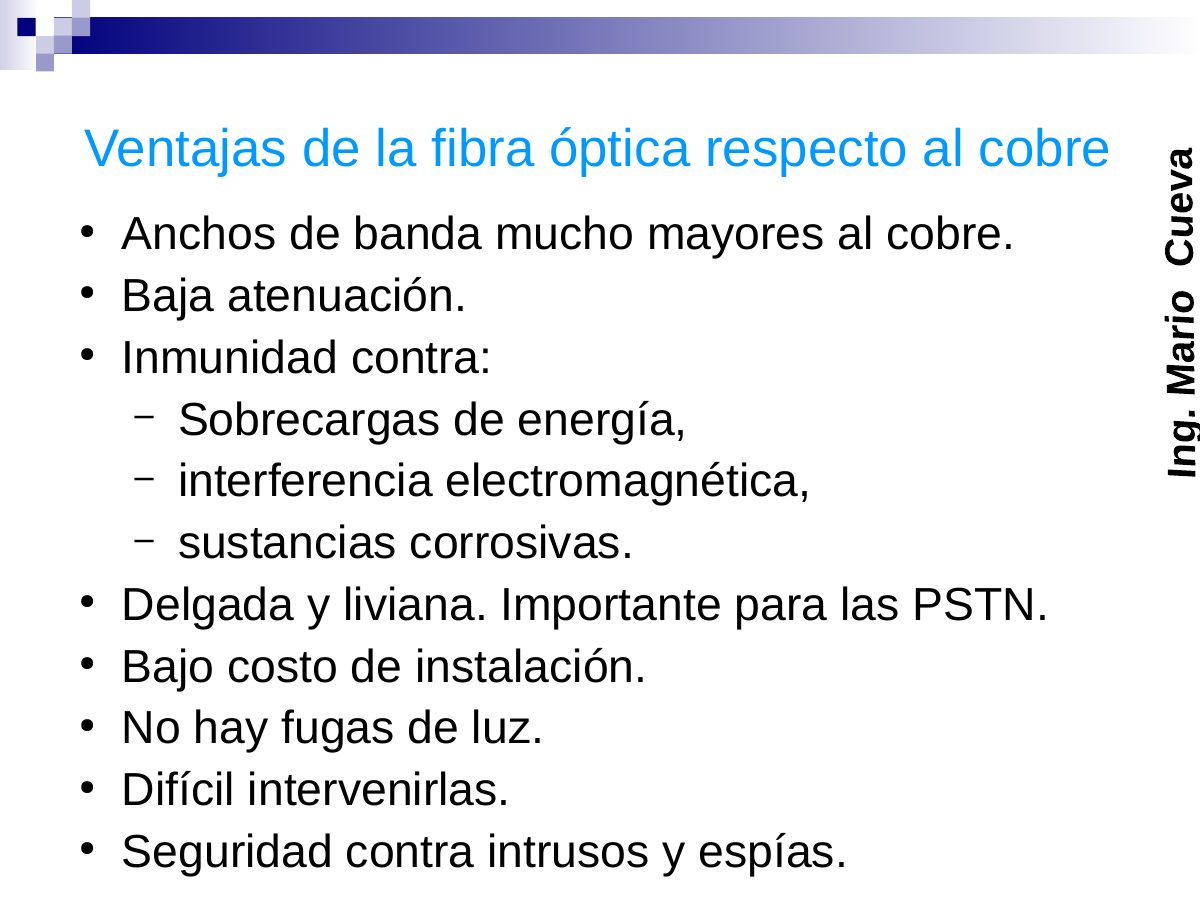 Ventajas de la fibra óptica respecto al cobre
• Anchos de banda mucho mayores al cobre.
• Baja atenuación.
• Inmunidad contra:
– Sobrecargas de energía,
– interferencia electromagnética,
– sustancias corrosivas.
• Delgada y liviana. Importante para las PSTN.
• Bajo costo de instalación.
• No hay fugas de luz.
• Difícil intervenirlas.
• Seguridad contra intrusos y espías.
Ing. Mario Cueva